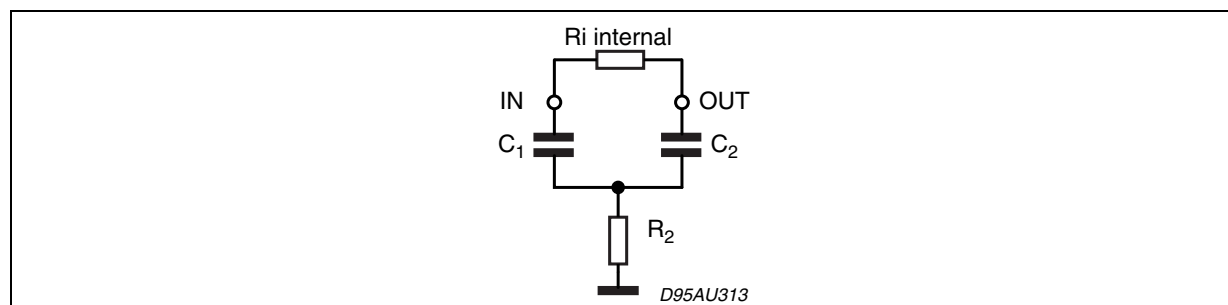 Ri internal
IN
OUT
C1
C2
R2
D95AU313